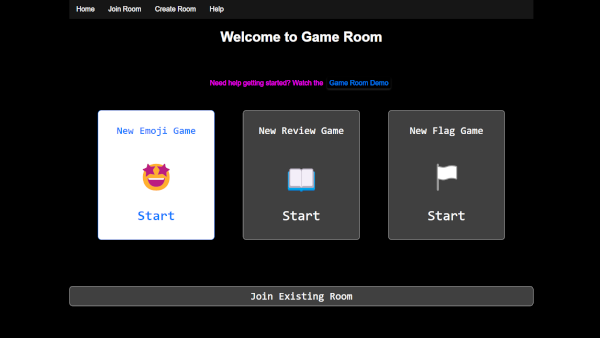 Home Join Room Create Room Help
Welcome to Game Room
Need help getting started? Watch the Game Room Demo
New Emoji Game New Review Game New Flag Game
Start Start Start
Join Existing Room